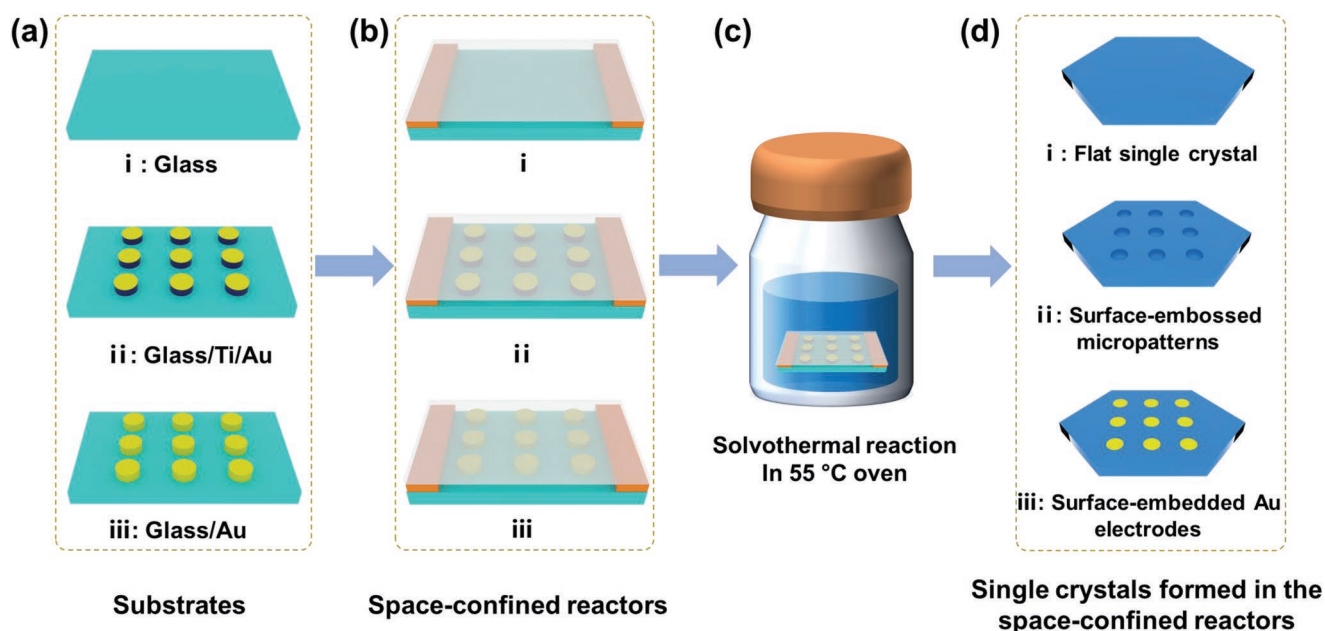 (a)
i : Glass
ii : Glass/Ti/Au
iii: Glass/Au
Substrates
(b)
i
ii
iii
Space-confined reactors
(c)
Solvothermal reaction
In 55 °C oven
(d)
i : Flat single crystal
ii : Surface-embossed
micropatterns
iii: Surface-embedded Au
electrodes
Single crystals formed in the
space-confined reactors